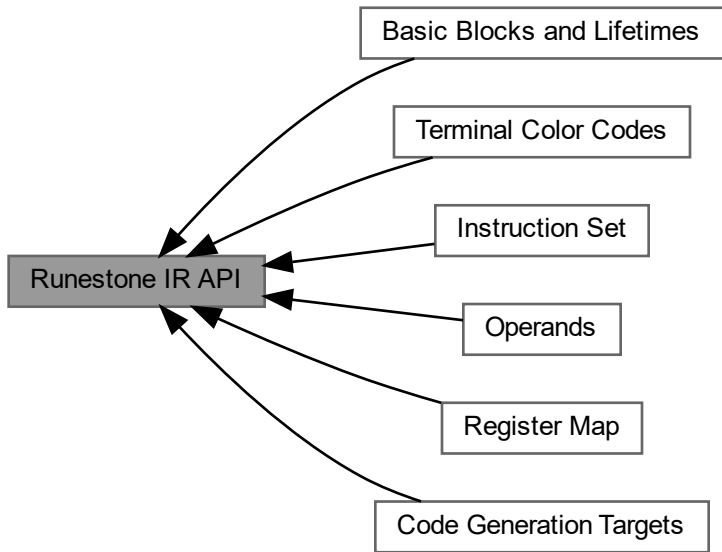 Basic Blocks and Lifetimes
Terminal Color Codes
Instruction Set
Runestone IR API
Operands
Register Map
Code Generation Targets